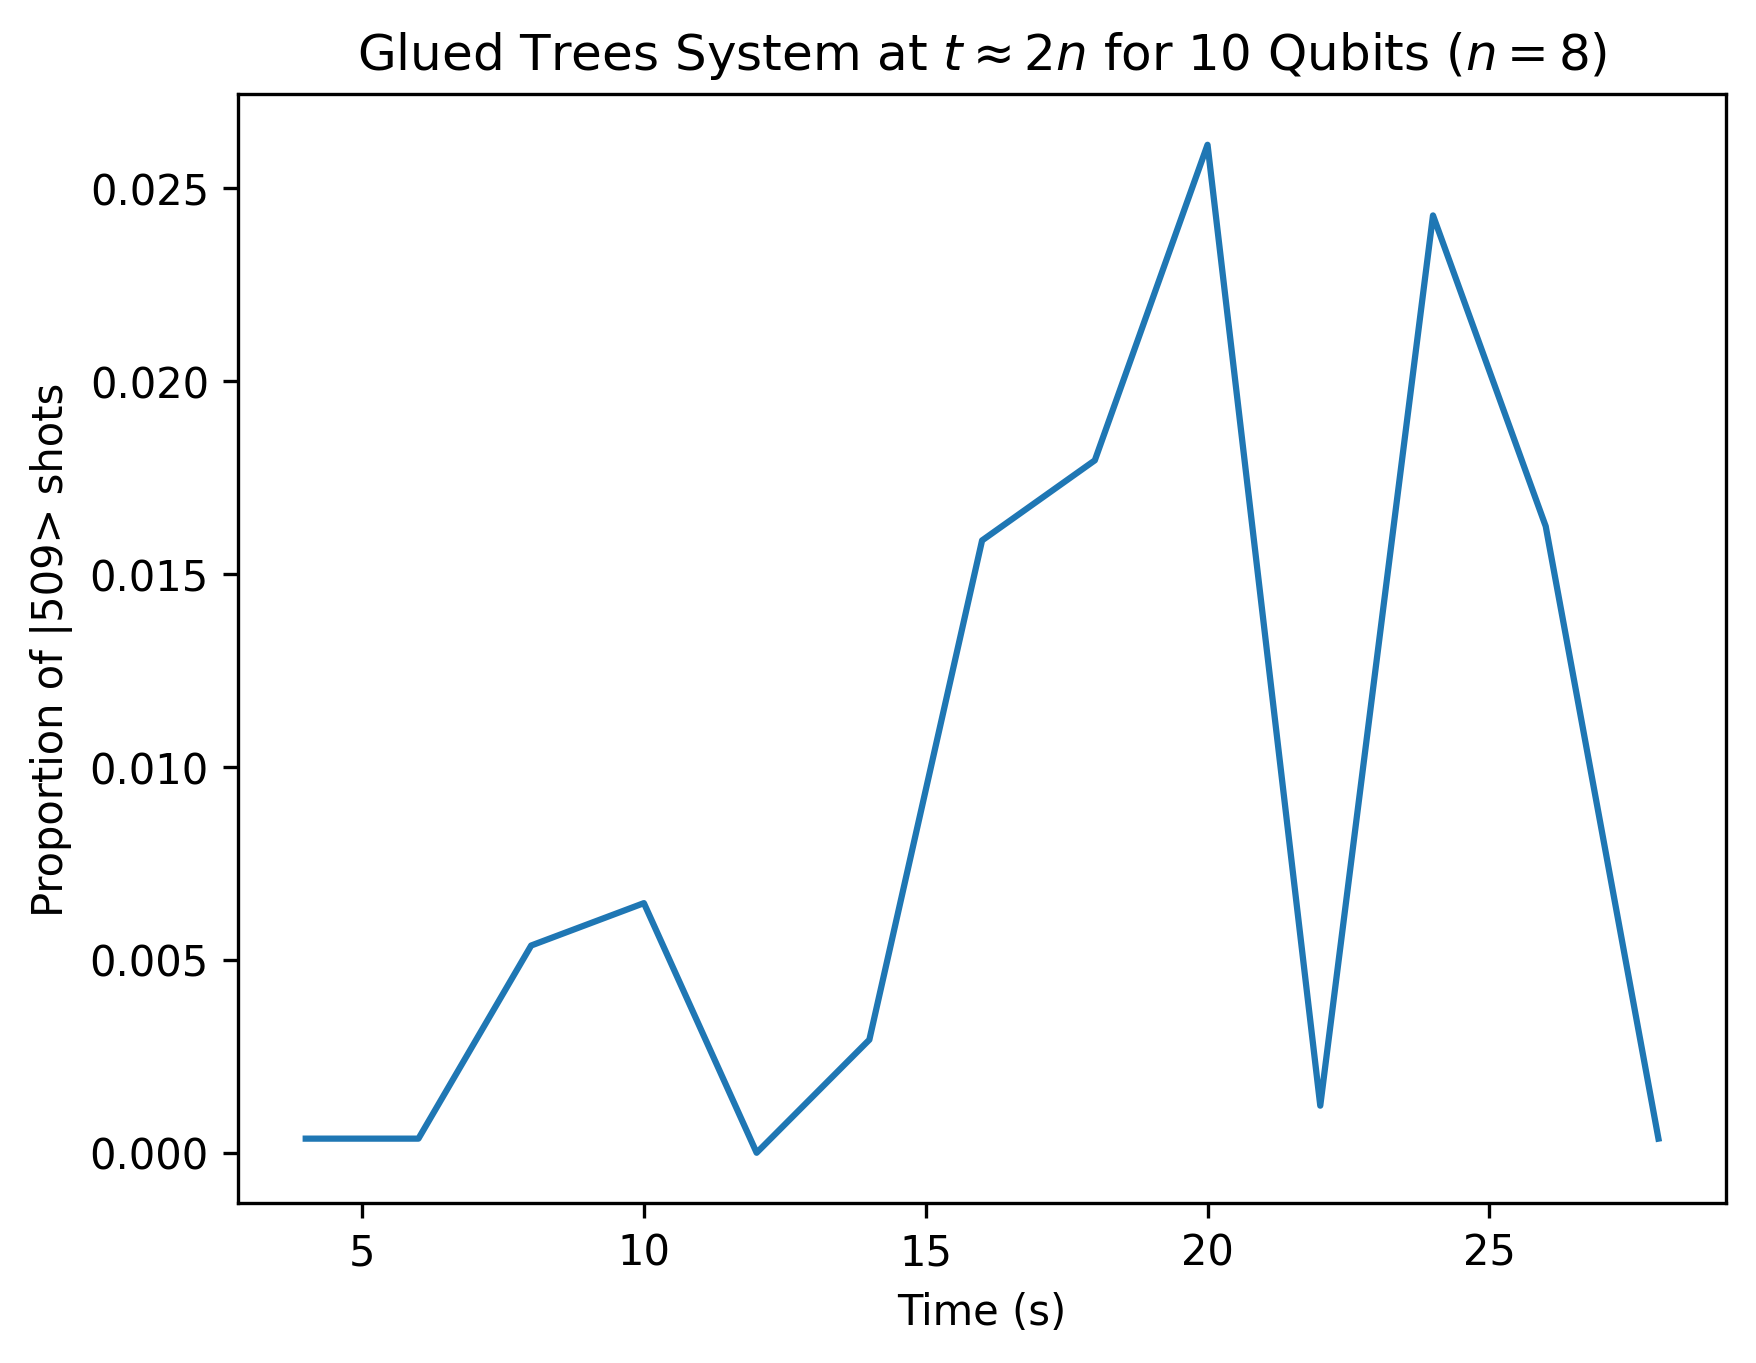 Glued Trees System at t ≈ 2n for 10 Qubits (n = 8)
Proportion of |509> shots
0.025
0.020
0.015
0.010
0.005
0.000
5 10 15 20 25
Time (s)